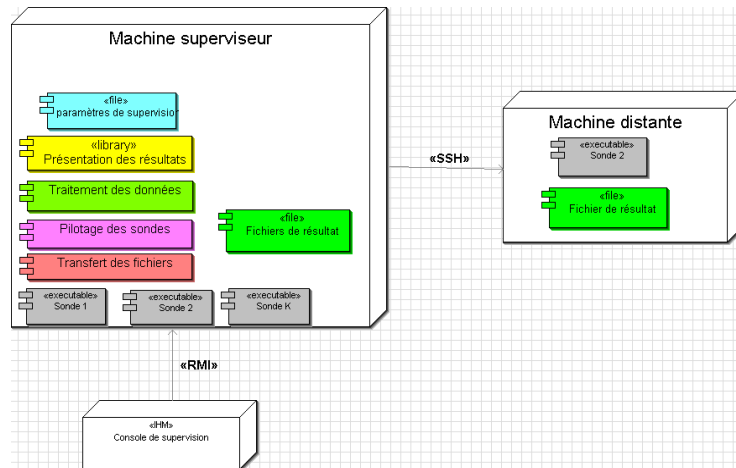 Machine superviseur
«file»
paramètres de supervision
«library»
Présentation des résultats
Traitement des données
Pilotage des sondes
Transfert des fichiers
«file»
Fichiers de résultat
«executable»
Sonde 1
«executable»
Sonde 2
«executable»
Sonde K
«SSH»
Machine distante
«executable»
Sonde 2
«file»
Fichier de résultat
«RMI»
«IHM»
Console de supervision